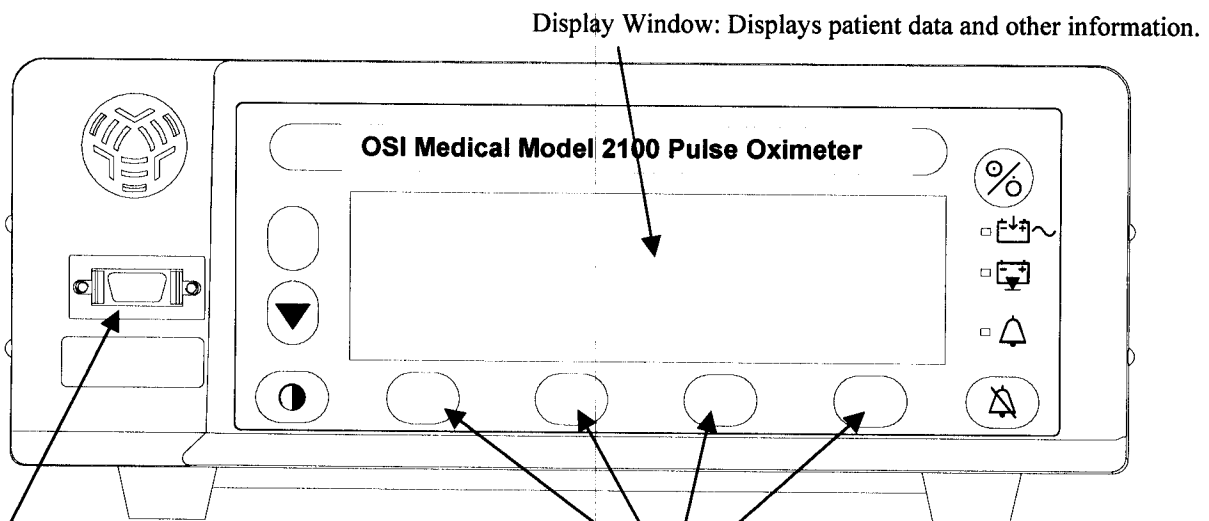 Display Window: Displays patient data and other information.
OSI Medical Model 2100 Pulse Oximeter